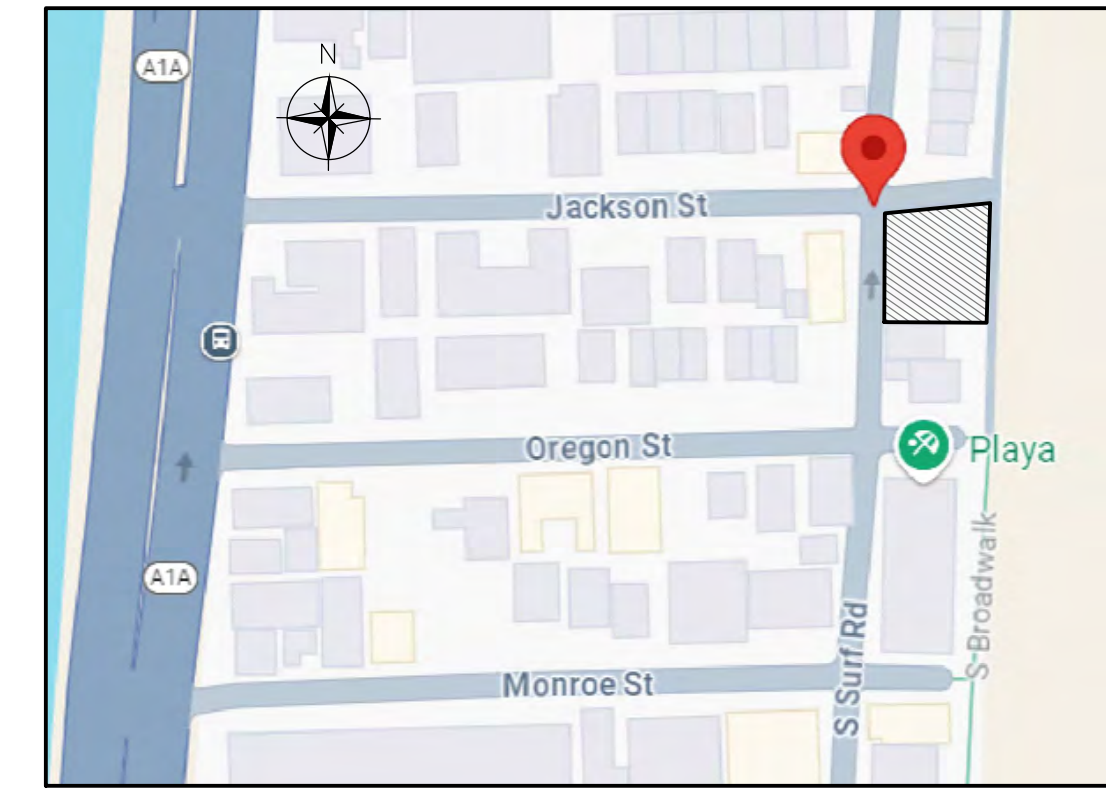 A1A
N
Jackson St
Oregon St
Playa
S Broadwalk
A1A
S Surf Rd
Monroe St